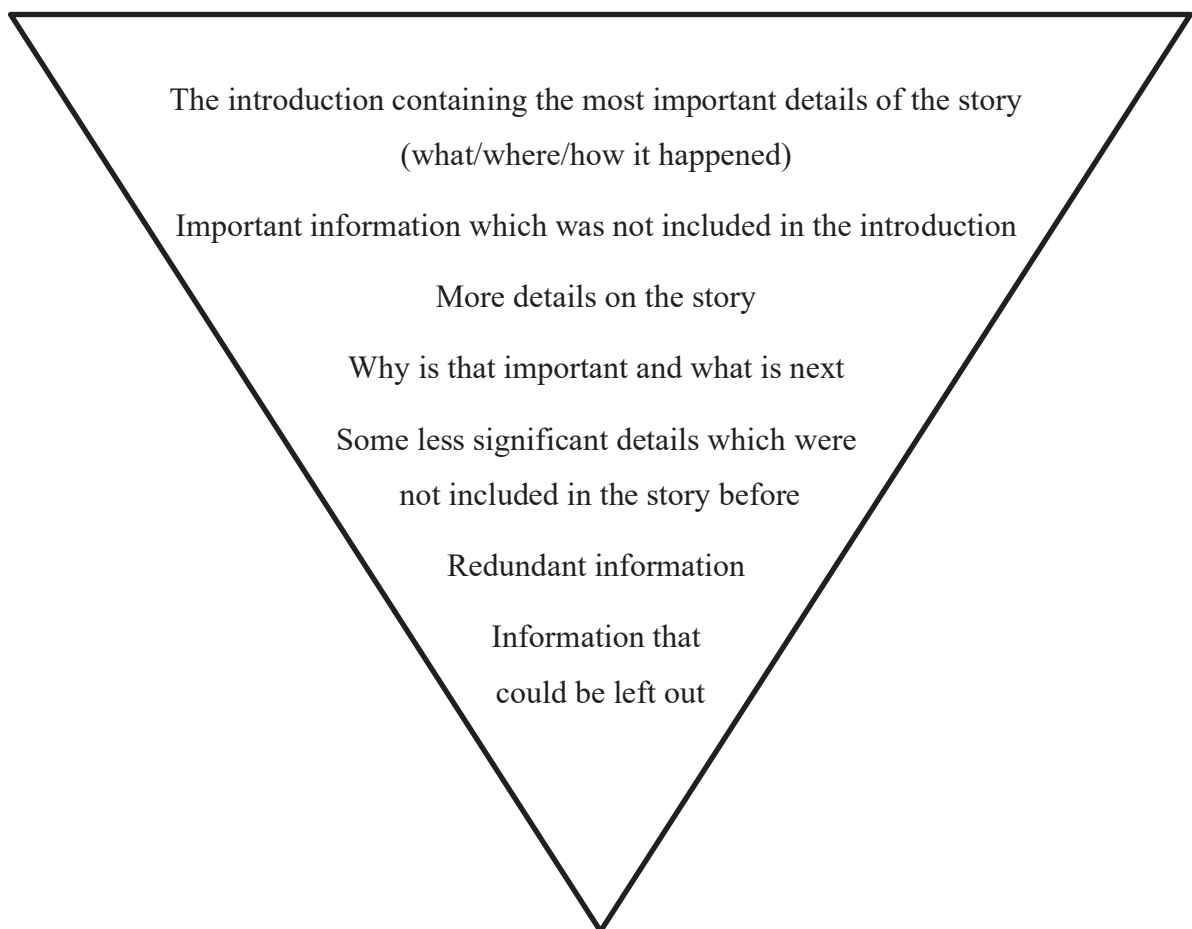 The introduction containing the most important details of the story
(what/where/how it happened)
Important information which was not included in the introduction
More details on the story
Why is that important and what is next
Some less significant details which were
not included in the story before
Redundant information
Information that
could be left out